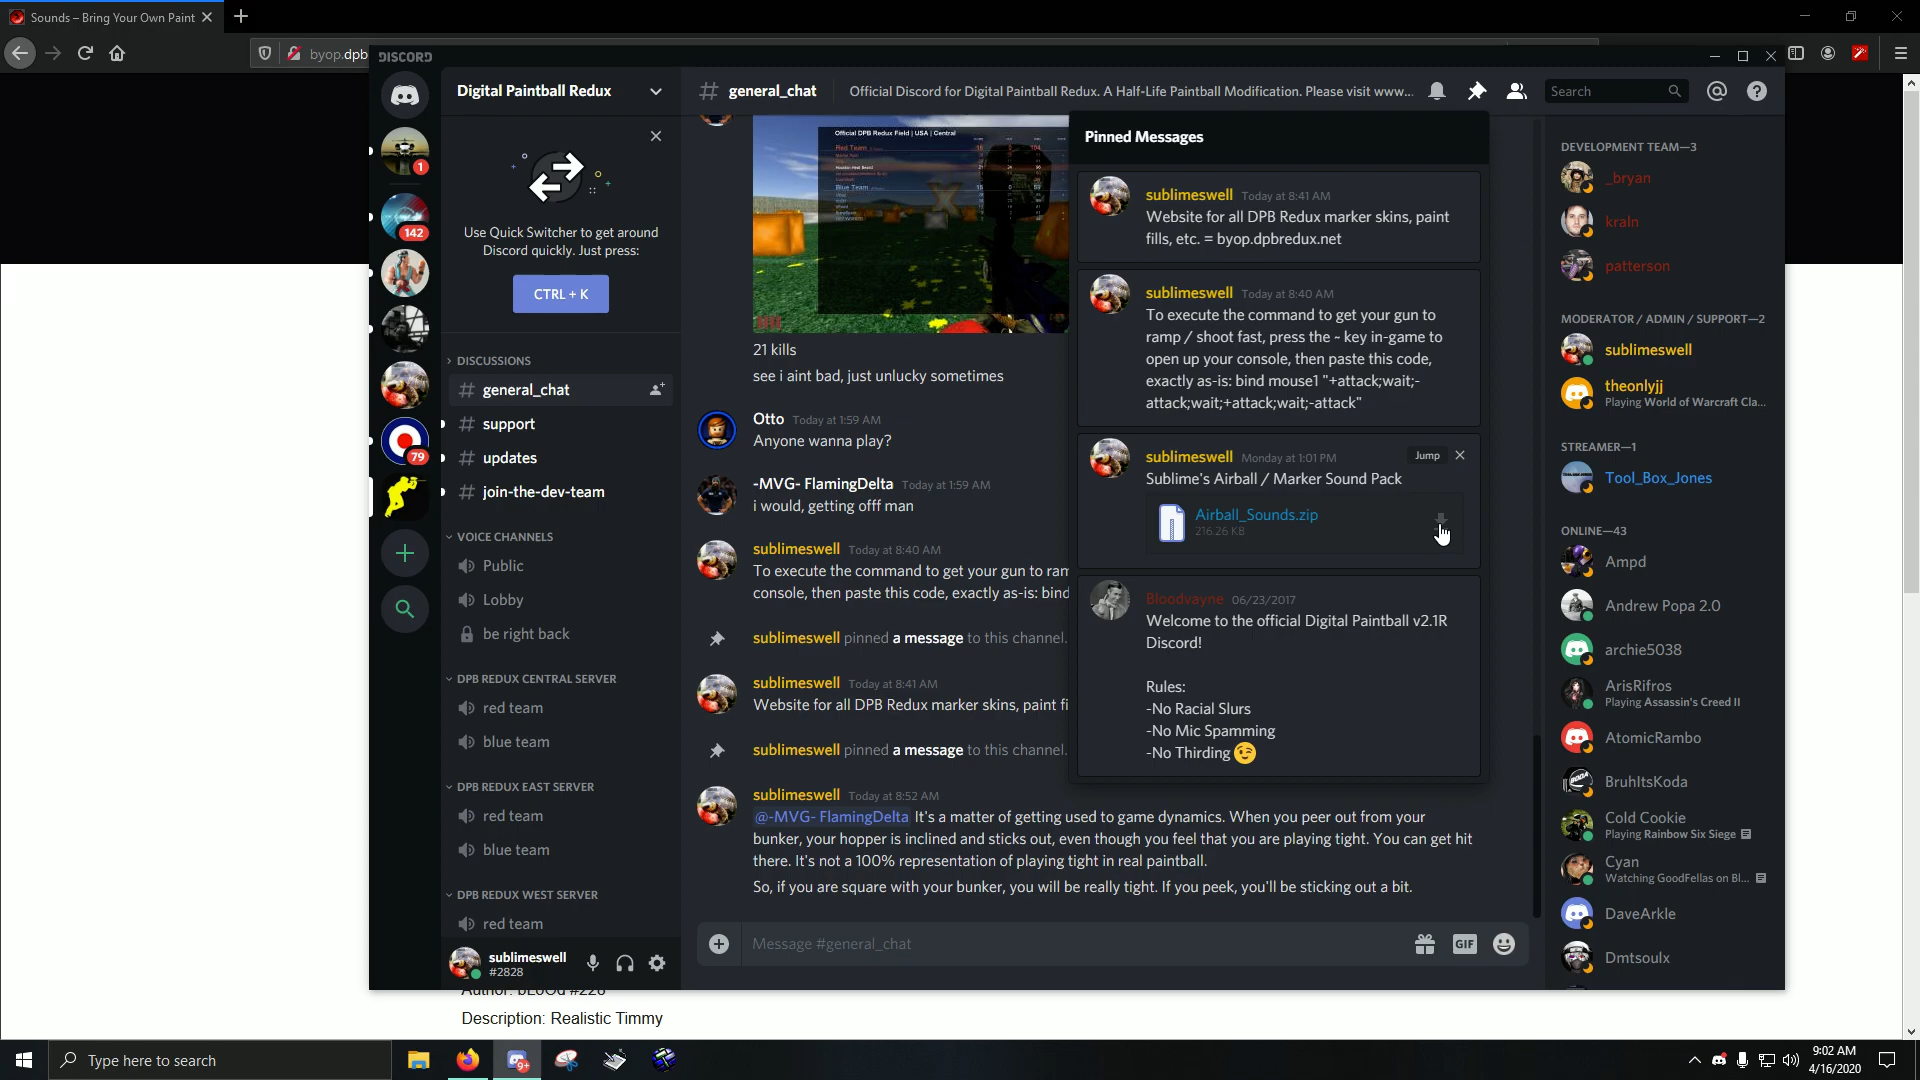 Sounds – Bring Your Own Paint
byop.dpb
DISCORD
Digital Paintball Redux
general_chat
Official Discord for Digital Paintball Redux. A Half-Life Paintball Modification. Please visit www...
Search
1
142
79
Use Quick Switcher to get around
Discord quickly. Just press:
CTRL + K
DISCUSSIONS
general_chat
support
updates
join-the-dev-team
VOICE CHANNELS
Public
Lobby
be right back
DPB REDUX CENTRAL SERVER
red team
blue team
DPB REDUX EAST SERVER
red team
blue team
DPB REDUX WEST SERVER
red team
sublimeswell
#2828
Official DPB Redux Field | USA | Central
Red Team
Blue Team
21 kills
see i aint bad, just unlucky sometimes
Otto Today at 1:59 AM
Anyone wanna play?
-MVG- FlamingDelta Today at 1:59 AM
i would, getting offf man
sublimeswell Today at 8:40 AM
To execute the command to get your gun to ram
console, then paste this code, exactly as-is: bind
sublimeswell pinned a message to this channel.
sublimeswell Today at 8:41 AM
Website for all DPB Redux marker skins, paint fi
sublimeswell pinned a message to this channel.
sublimeswell Today at 8:52 AM
@-MVG- FlamingDelta It's a matter of getting used to game dynamics. When you peer out from your
bunker, your hopper is inclined and sticks out, even though you feel that you are playing tight. You can get hit
there. It's not a 100% representation of playing tight in real paintball.
So, if you are square with your bunker, you will be really tight. If you peek, you'll be sticking out a bit.
Message #general_chat
GIF
Pinned Messages
sublimeswell Today at 8:41 AM
Website for all DPB Redux marker skins, paint
fills, etc. = byop.dpbredux.net
sublimeswell Today at 8:40 AM
To execute the command to get your gun to
ramp / shoot fast, press the ~ key in-game to
open up your console, then paste this code,
exactly as-is: bind mouse1 "+attack;wait;-
attack;wait;+attack;wait;-attack"
sublimeswell Monday at 1:01 PM
Jump
Sublime's Airball / Marker Sound Pack
Airball_Sounds.zip
216.26 KB
Bloodvayne 06/23/2017
Welcome to the official Digital Paintball v2.1R
Discord!
Rules:
-No Racial Slurs
-No Mic Spamming
-No Thirding
DEVELOPMENT TEAM—3
_bryan
kraln
patterson
MODERATOR / ADMIN / SUPPORT—2
sublimeswell
theonlyjj
Playing World of Warcraft Cla...
STREAMER—1
Tool_Box_Jones
ONLINE—43
Ampd
Andrew Popa 2.0
archie5038
ArisRifros
Playing Assassin's Creed II
AtomicRambo
BruhItsKoda
Cold Cookie
Playing Rainbow Six Siege
Cyan
Watching GoodFellas on Bl...
DaveArkle
Dmtsoulx
Author: bLoOd #226
Description: Realistic Timmy
Type here to search
9+
9:02 AM
4/16/2020